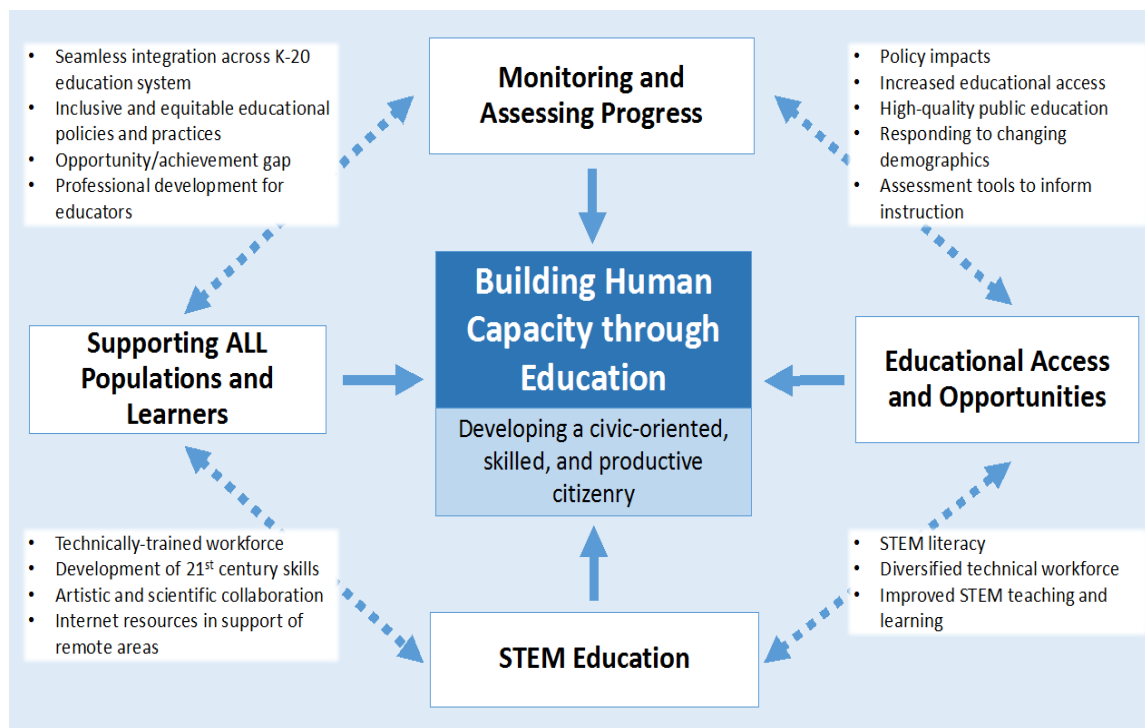 • Seamless integration across K-20
education system
• Inclusive and equitable educational
policies and practices
• Opportunity/achievement gap
• Professional development for
educators
Monitoring and
Assessing Progress
• Policy impacts
• Increased educational access
• High-quality public education
• Responding to changing
demographics
• Assessment tools to inform
instruction
Supporting ALL
Populations and
Learners
Building Human
Capacity through
Education
Developing a civic-oriented,
skilled, and productive
citizenry
Educational Access
and Opportunities
• Technically-trained workforce
• Development of 21st century skills
• Artistic and scientific collaboration
• Internet resources in support of
remote areas
STEM Education
• STEM literacy
• Diversified technical workforce
• Improved STEM teaching and
learning